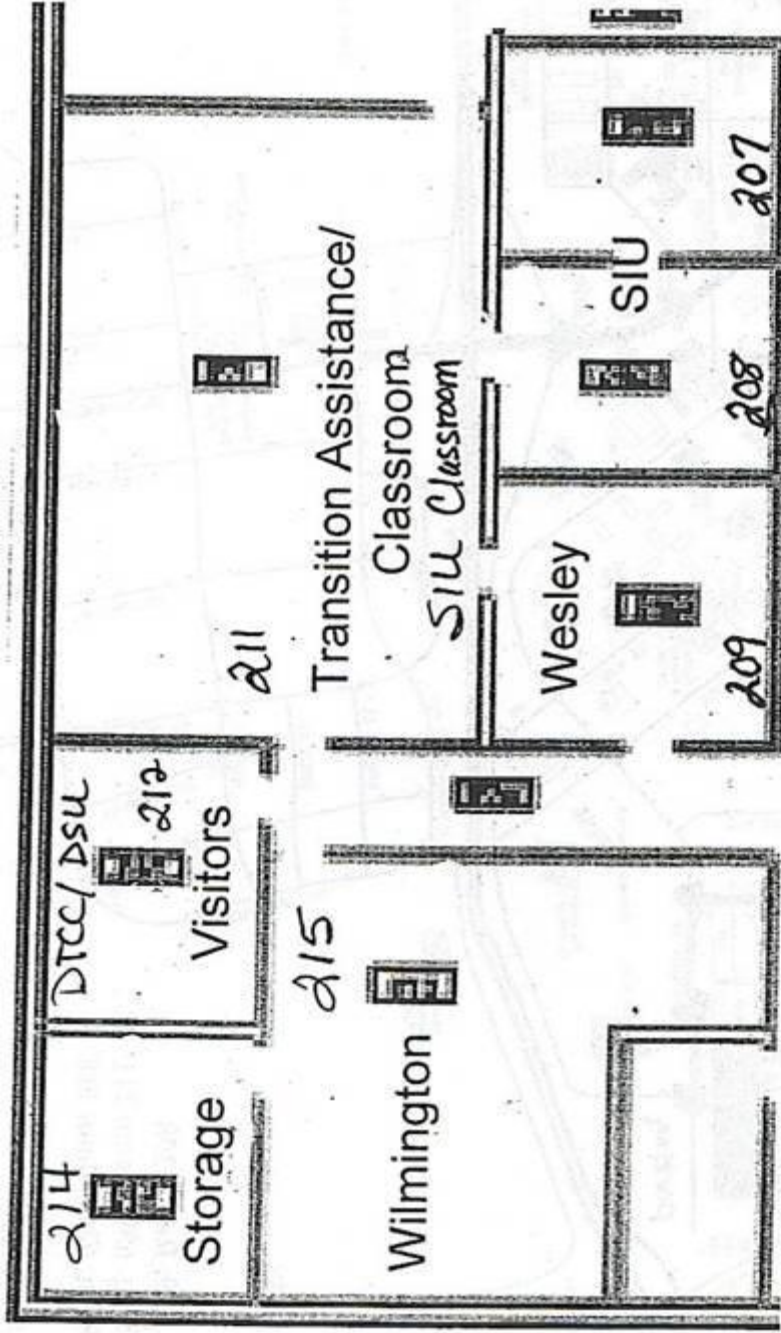 214
Storage
DTCC/DSU
212
Visitors
211
Transition Assistance/
Classroom
SIU Classroom
215
Wilmington
Wesley
209
SIU
208
207